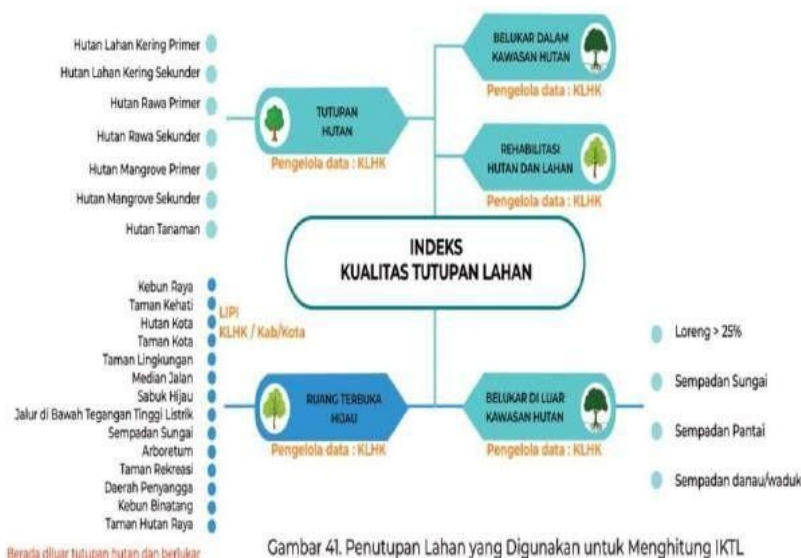 Hutan Lahan Kering Primer
Hutan Lahan Kering Sekunder
Hutan Rawa Primer
Hutan Rawa Sekunder
Hutan Mangrove Primer
Hutan Mangrove Sekunder
Hutan Tanaman
TUTUPAN
HUTAN
Pengelola data : KLHK
BELUKAR DALAM
KAWASAN HUTAN
Pengelola data : KLHK
REHABILITASI
HUTAN DAN LAHAN
Pengelola data : KLHK
INDEKS
KUALITAS TUTUPAN LAHAN
Kebun Raya
Taman Kehati
Hutan Kota
Taman Kota
Taman Lingkungan
Median Jalan
Sabuk Hijau
Jalur di Bawah Tegangan Tinggi Listrik
Sempadan Sungai
Arboretum
Taman Rekreasi
Daerah Penyangga
Kebun Binatang
Taman Hutan Raya
LIPI
KLHK / Kab/Kota
RUANG TERBUKA
HIJAU
Pengelola data : KLHK
BELUKAR DI LUAR
KAWASAN HUTAN
Pengelola data : KLHK
Loreng > 25%
Sempadan Sungai
Sempadan Pantai
Sempadan danau/waduk
Berada diluar tutupan hutan dan berlukar
Gambar 41. Penutupan Lahan yang Digunakan untuk Menghitung IKTL